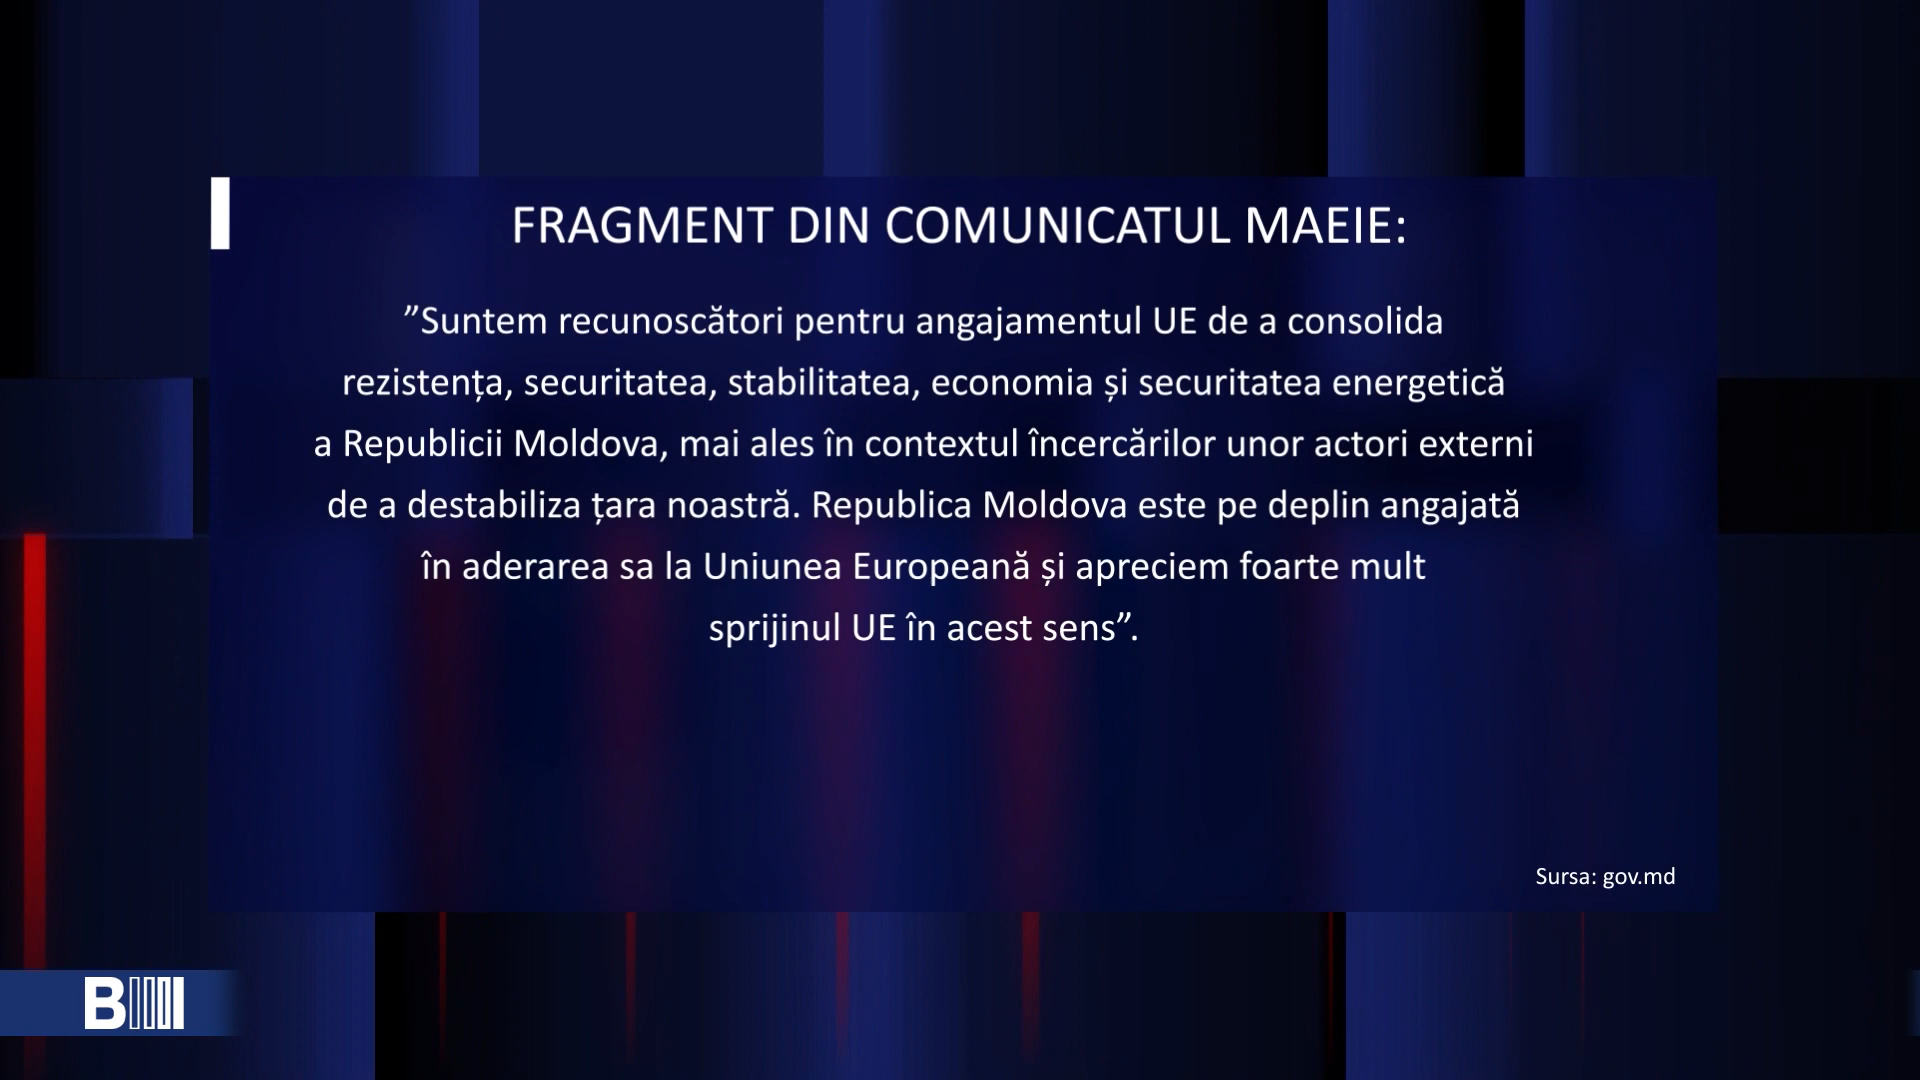 FRAGMENT DIN COMUNICATUL MAEIE:
”Suntem recunoscători pentru angajamentul UE de a consolida
rezistența, securitatea, stabilitatea, economia și securitatea energetică
a Republicii Moldova, mai ales în contextul încercărilor unor actori externi
de a destabiliza țara noastră. Republica Moldova este pe deplin angajată
în aderarea sa la Uniunea Europeană și apreciem foarte mult
sprijinul UE în acest sens”.
Sursa: gov.md
B